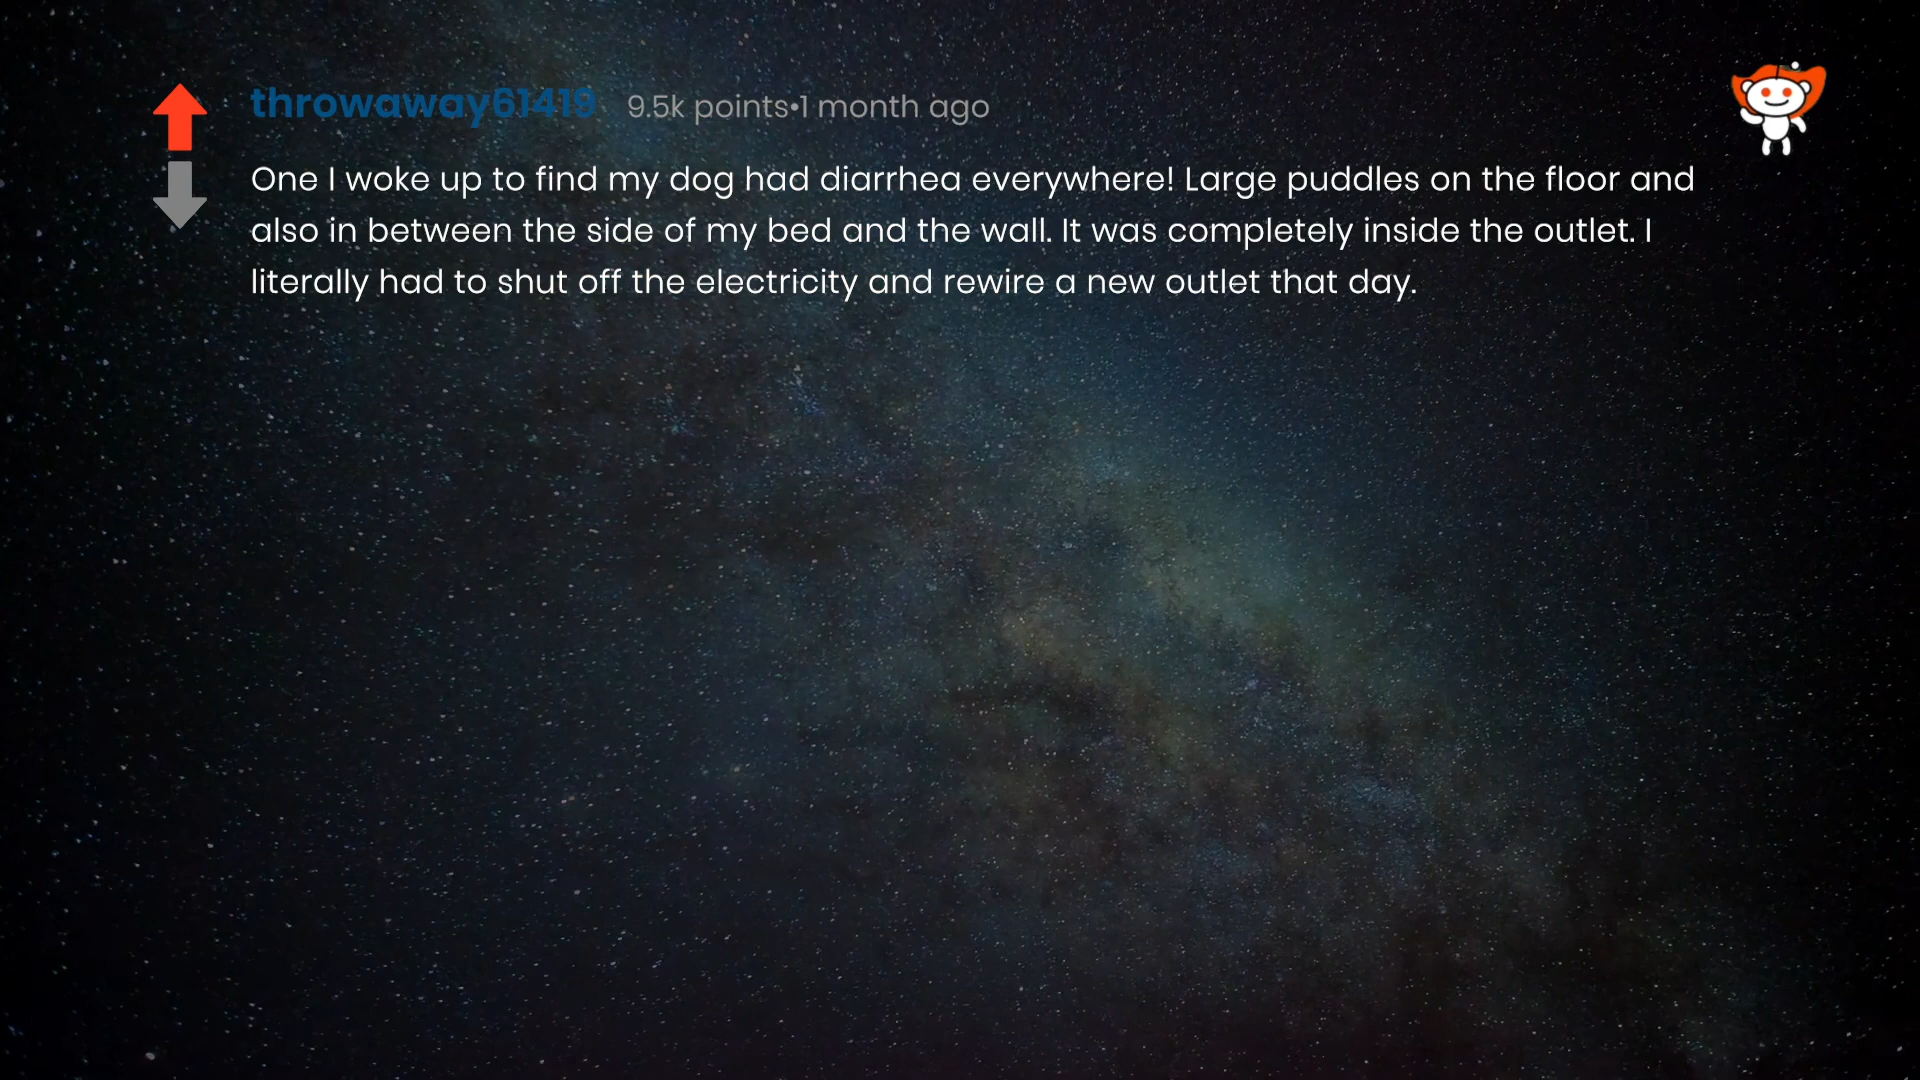 throwaway61419 9.5k points•1 month ago
One I woke up to find my dog had diarrhea everywhere! Large puddles on the floor and
also in between the side of my bed and the wall. It was completely inside the outlet. I
literally had to shut off the electricity and rewire a new outlet that day.